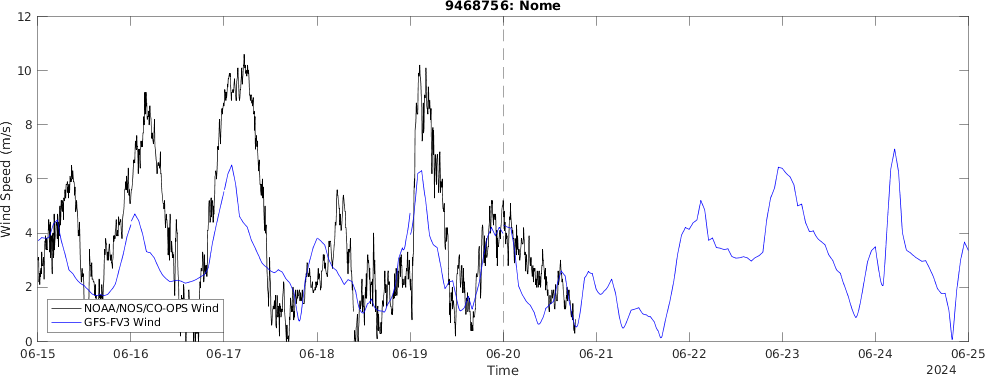 9468756: Nome
12
10
8
6
4
2
0
Wind Speed (m/s)
NOAA/NOS/CO-OPS Wind
GFS-FV3 Wind
06-15 06-16 06-17 06-18 06-19 06-20 06-21 06-22 06-23 06-24 06-25
Time
2024